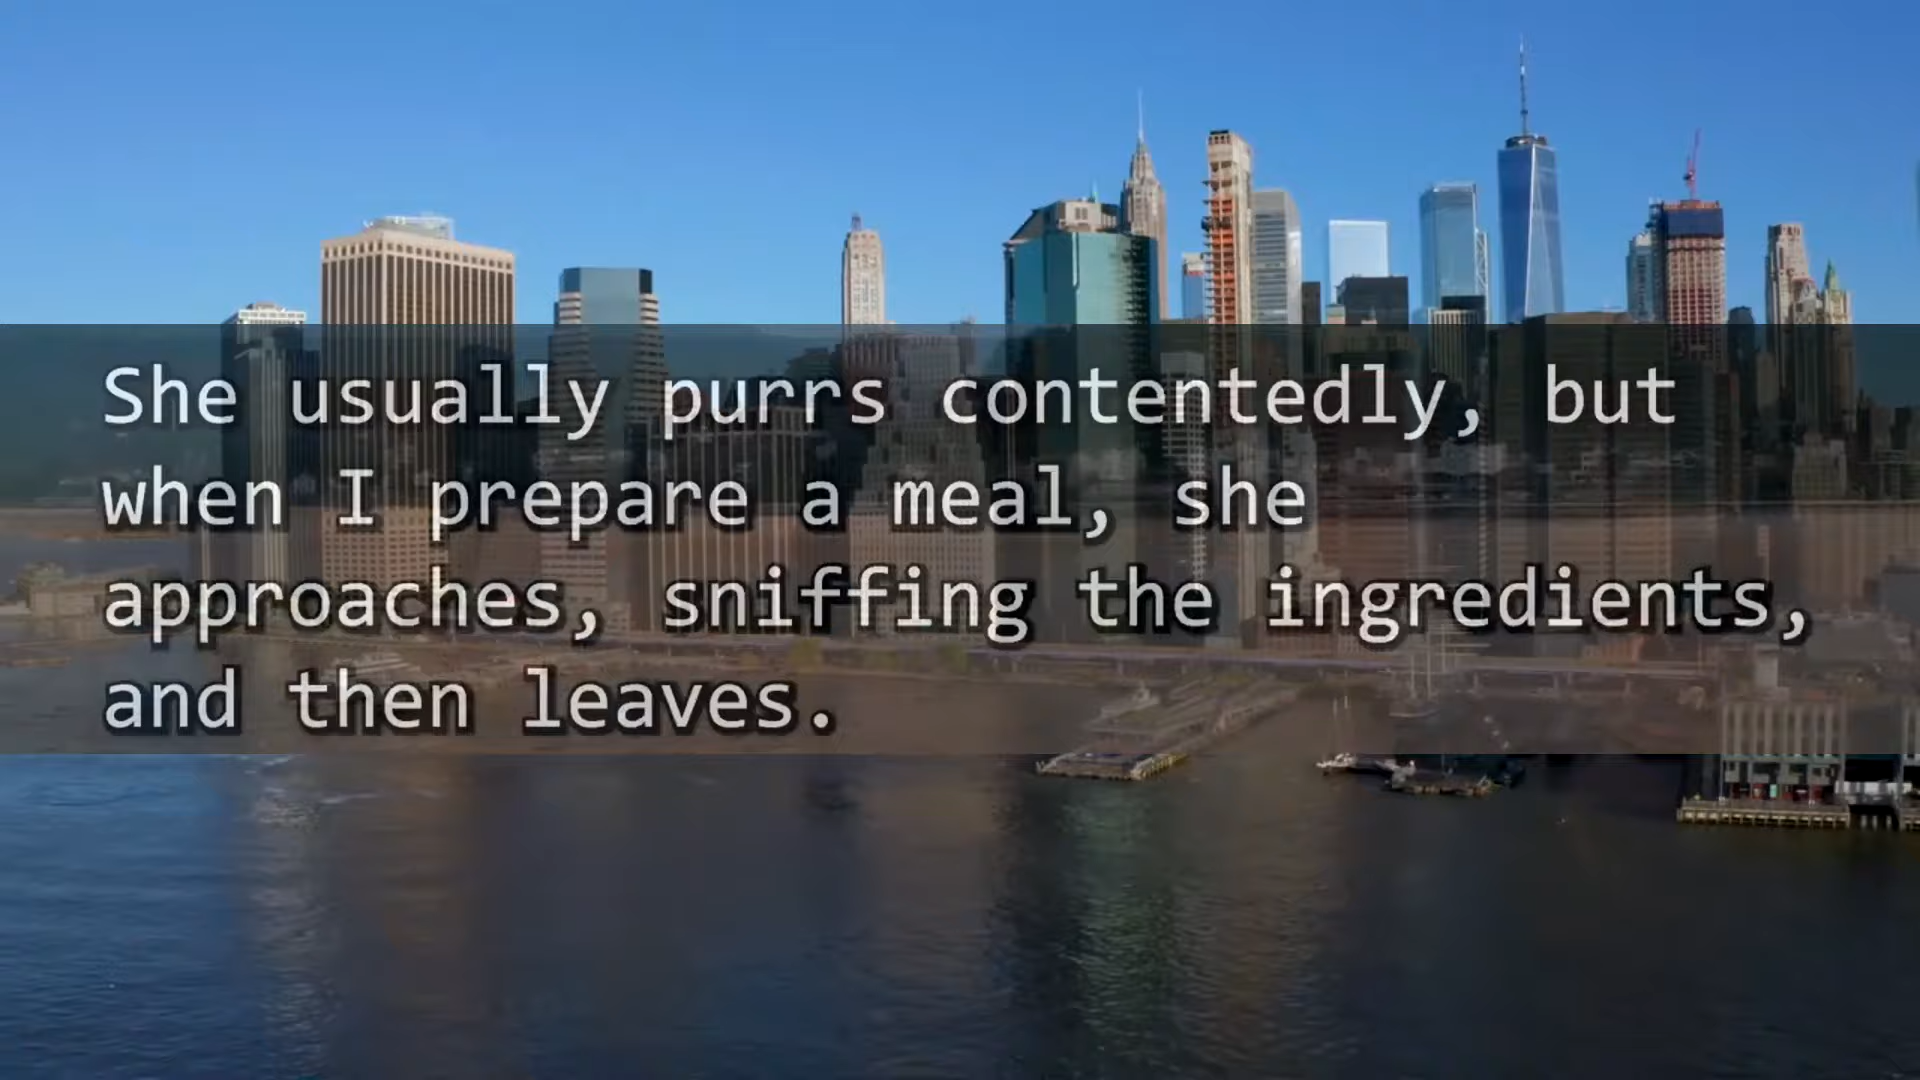 She usually purrs contentedly, but
when I prepare a meal, she
approaches, sniffing the ingredients,
and then leaves.